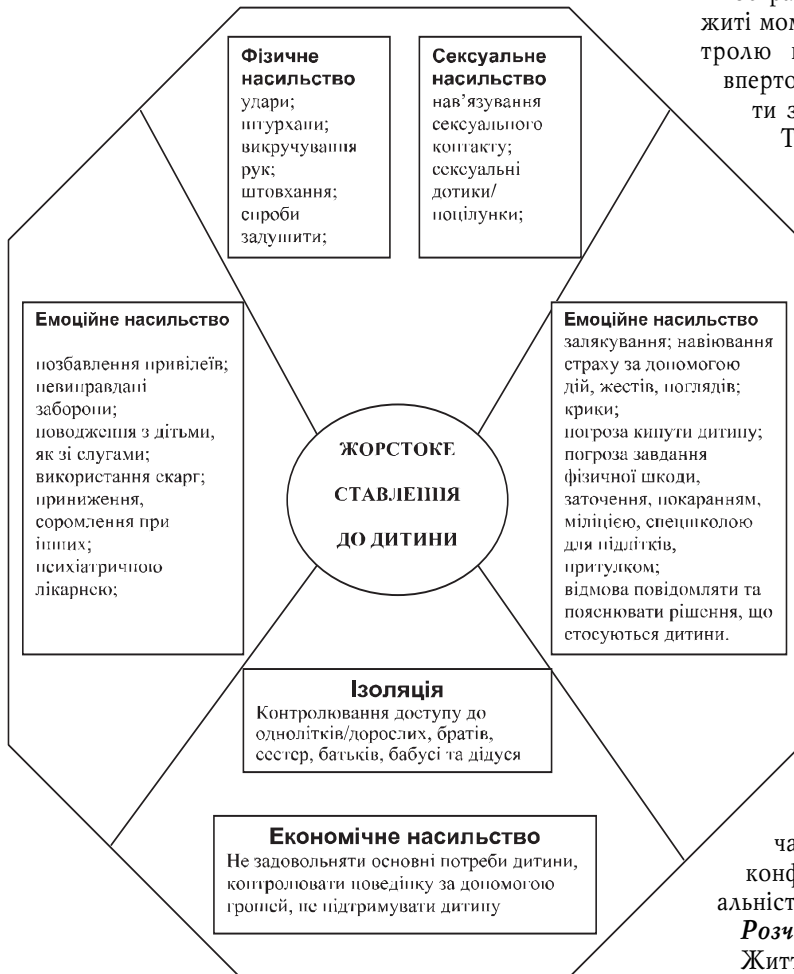 житі мом
тролю
вперто
ти з
Т
Фізичне
насильство
удари;
штурхани;
викручування
рук;
штовхання;
спроби
задушити;
Сексуальне
насильство
нав’язування
сексуального
контакту;
сексуальні
дотики/
поцілунки;
Емоційне насильство
позбавлення привілеїв;
невиправдані
заборони;
поводження з дітьми,
як зі слугами;
використання скарг;
приниження,
соромлення при
інших;
психіатричною
лікарнею;
ЖОРСТОКЕ
СТАВЛЕННЯ
ДО ДИТИНИ
Емоційне насильство
залякування; навіювання
страху за допомогою
дій, жестів, поглядів;
крики;
погроза кинути дитину;
погроза завдання
фізичної шкоди,
заточення, покаранням,
міліцією, спецшколою
для підлітків,
притулком;
відмова повідомляти та
пояснювати рішення, що
стосуються дитини.
Ізоляція
Контролювання доступу до
однолітків/дорослих, братів,
сестер, батьків, бабусі та дідуся
Економічне насильство
Не задовольняти основні потреби дитини,
контролювати поведінку за допомогою
грошей, не підтримувати дитину
ча
конф
альніст
Розч
Житт